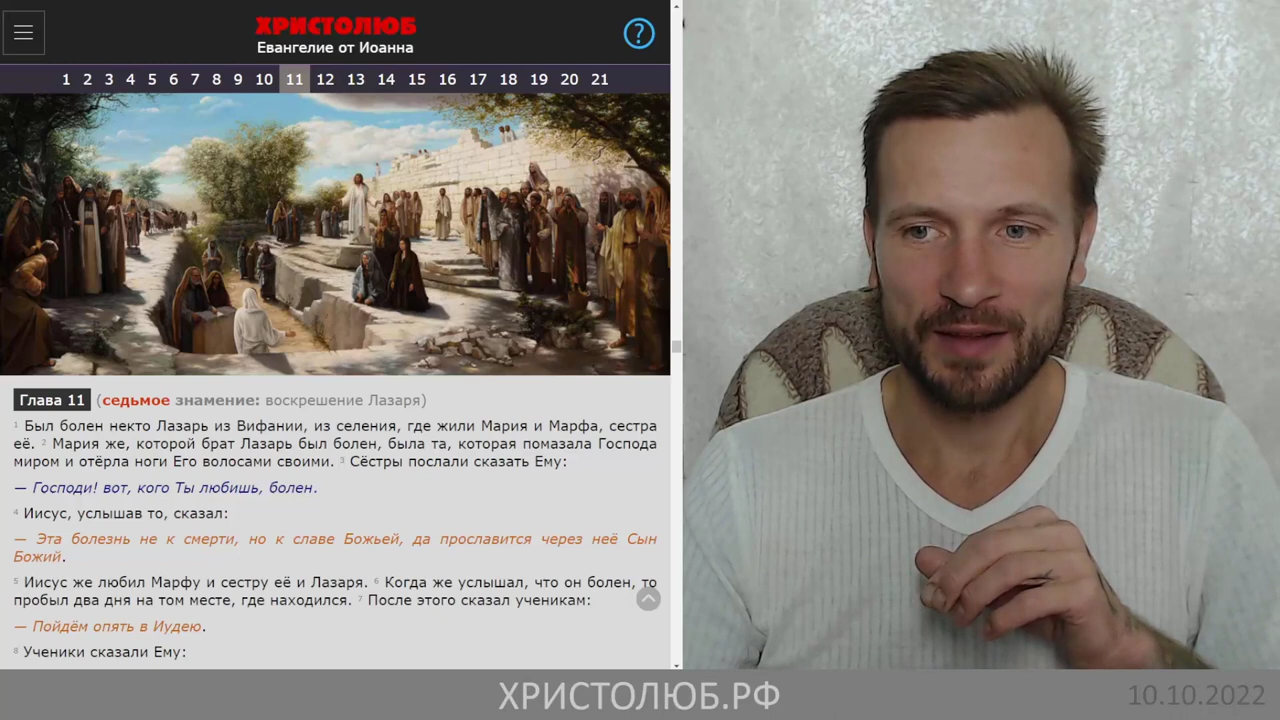 ХРИСТОЛЮБ
?
Евангелие от Иоанна
1 2 3 4 5 6 7 8 9 10 11 12 13 14 15 16 17 18 19 20 21
Глава 11 (седьмое знамение: воскрешение Лазаря)
1 Был болен некто Лазарь из Вифании, из селения, где жили Мария и Марфа, сестра
её. 2 Мария же, которой брат Лазарь был болен, была та, которая помазала Господа
миром и отёрла ноги Его волосами своими. 3 Сёстры послали сказать Ему:
— Господи! вот, кого Ты любишь, болен.
4 Иисус, услышав то, сказал:
— Эта болезнь не к смерти, но к славе Божьей, да прославится через неё Сын
Божий.
5 Иисус же любил Марфу и сестру её и Лазаря. 6 Когда же услышал, что он болен, то
пробыл два дня на том месте, где находился. 7 После этого сказал ученикам:
— Пойдём опять в Иудею.
8 Ученики сказали Ему:
ХРИСТОЛЮБ.РФ
10.10.2022